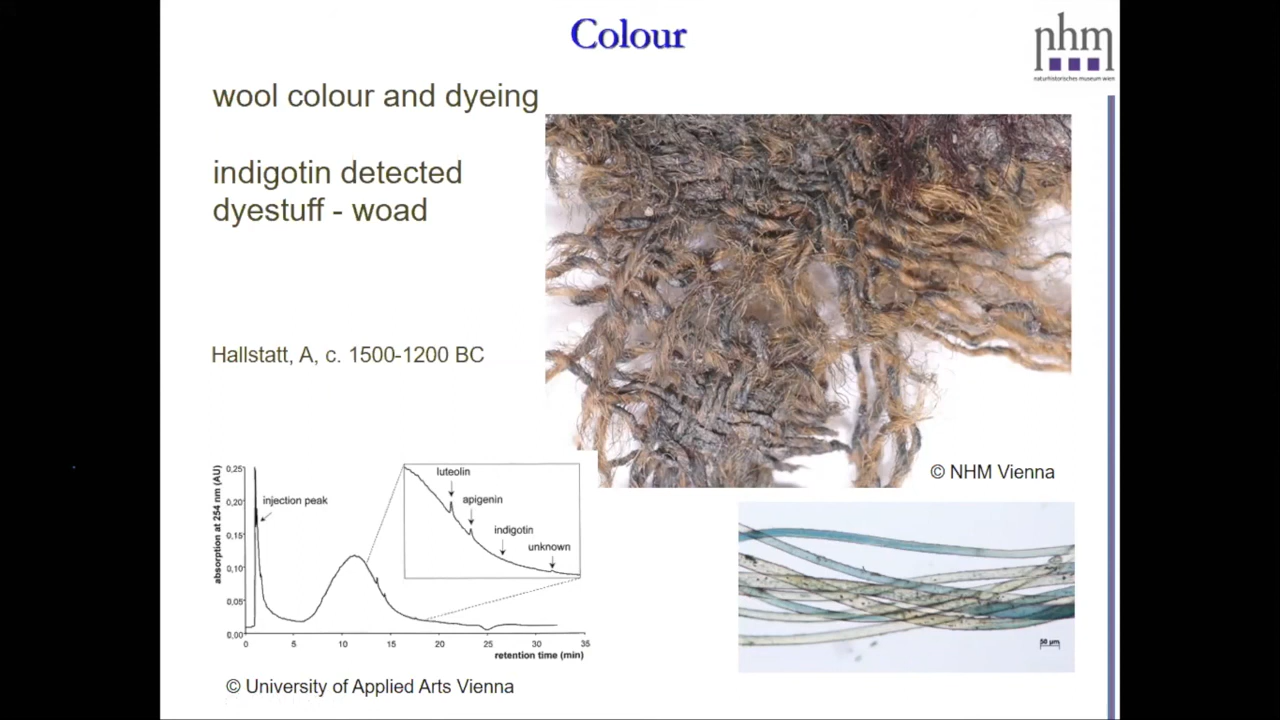 Colour
nhm
naturhistorisches museum wien
wool colour and dyeing
indigotin detected
dyestuff - woad
Hallstatt, A, c. 1500-1200 BC
© NHM Vienna
absorption at 254 nm (AU)
0,25
0,20
0,15
0,10
0,05
0,00
injection peak
luteolin
apigenin
indigotin
unknown
0 5 10 15 20 25 30 35
retention time (min)
50 µm
© University of Applied Arts Vienna